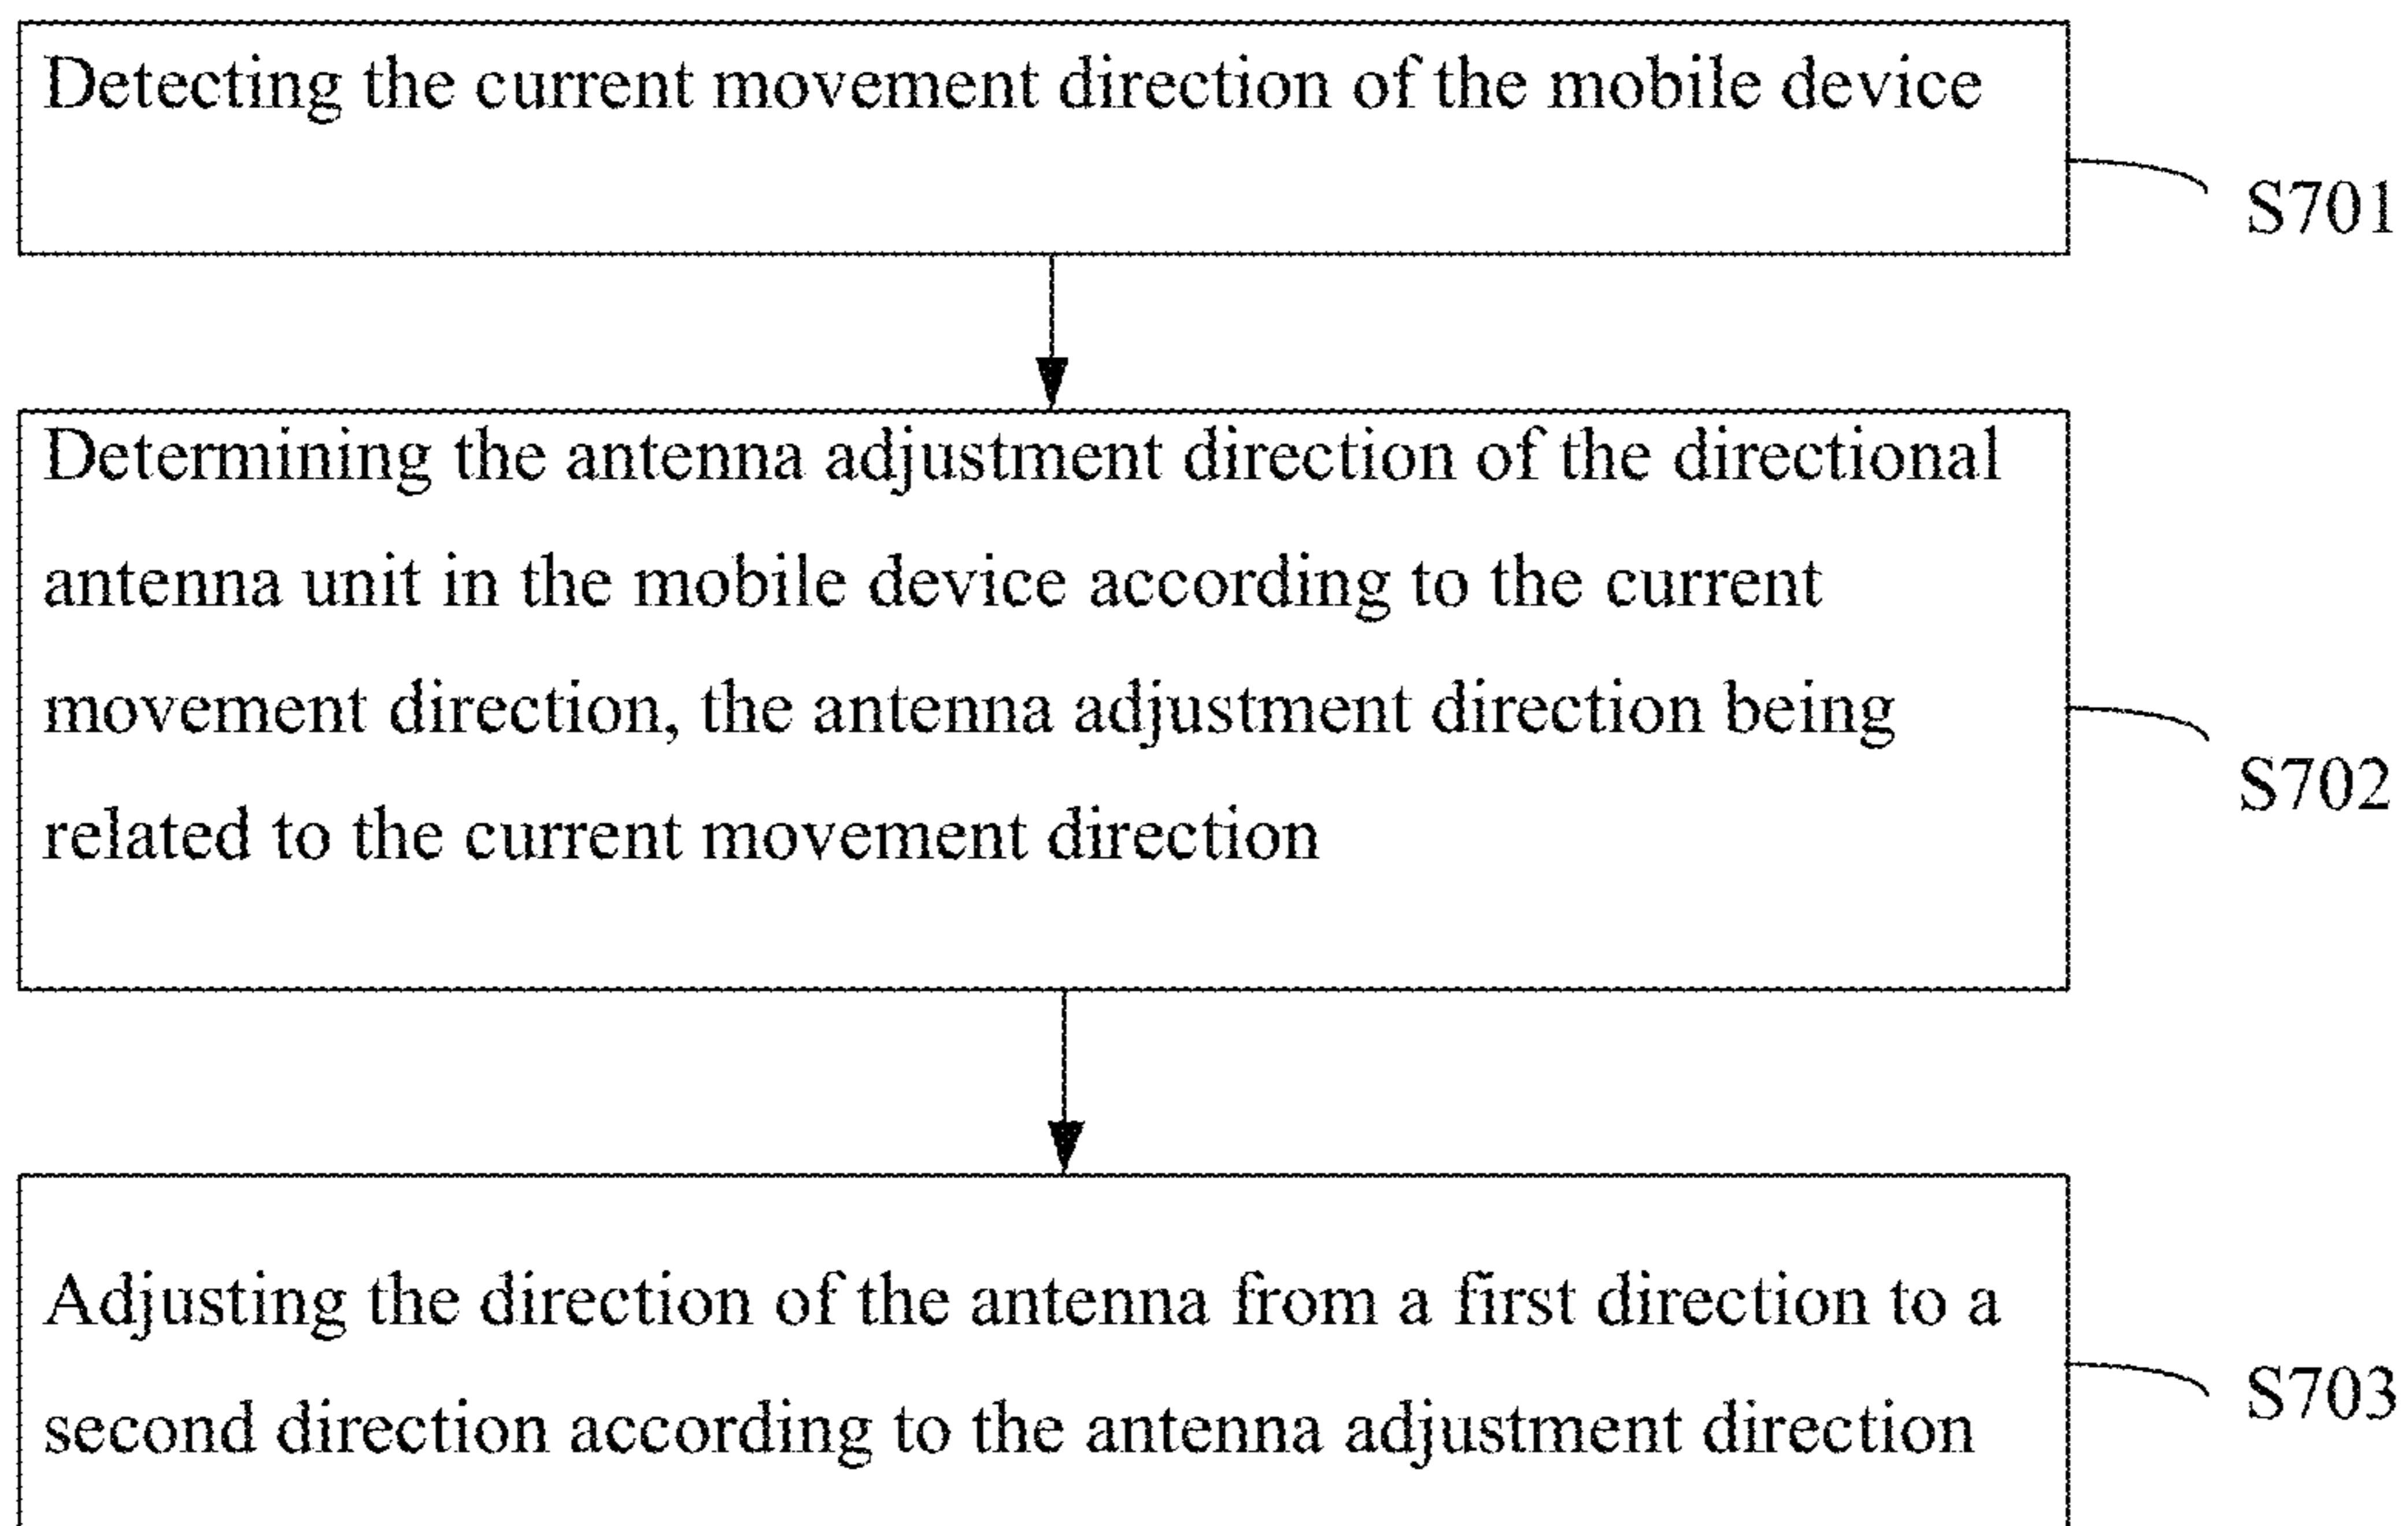 Detecting the current movement direction of the mobile device
S701
Determining the antenna adjustment direction of the directional
antenna unit in the mobile device according to the current
movement direction, the antenna adjustment direction being
related to the current movement direction
S702
Adjusting the direction of the antenna from a first direction to a
second direction according to the antenna adjustment direction
S703